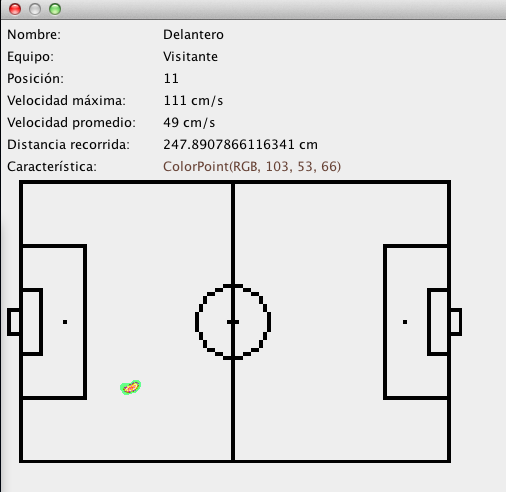 Nombre: Delantero
Equipo: Visitante
Posición: 11
Velocidad máxima: 111 cm/s
Velocidad promedio: 49 cm/s
Distancia recorrida: 247.8907866116341 cm
Característica: ColorPoint(RGB, 103, 53, 66)